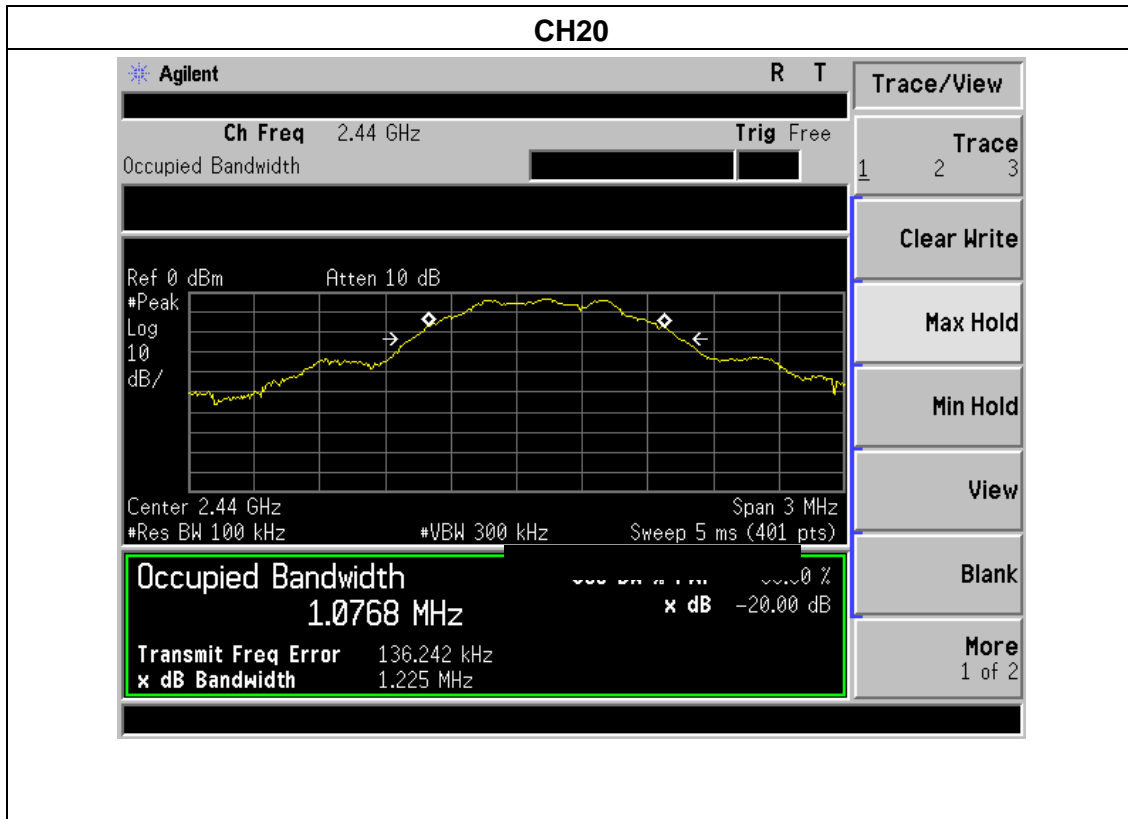 CH20
Agilent R T
Trace/View
Ch Freq 2.44 GHz Trig Free
Occupied Bandwidth
Trace
1 2 3
Clear Write
Max Hold
Min Hold
View
Blank
More
1 of 2
Ref 0 dBm Atten 10 dB
#Peak
Log
10
dB/
Center 2.44 GHz Span 3 MHz
#Res BW 100 kHz #VBW 300 kHz Sweep 5 ms (401 pts)
Occupied Bandwidth
1.0768 MHz
x dB -20.00 dB
Transmit Freq Error 136.242 kHz
x dB Bandwidth 1.225 MHz